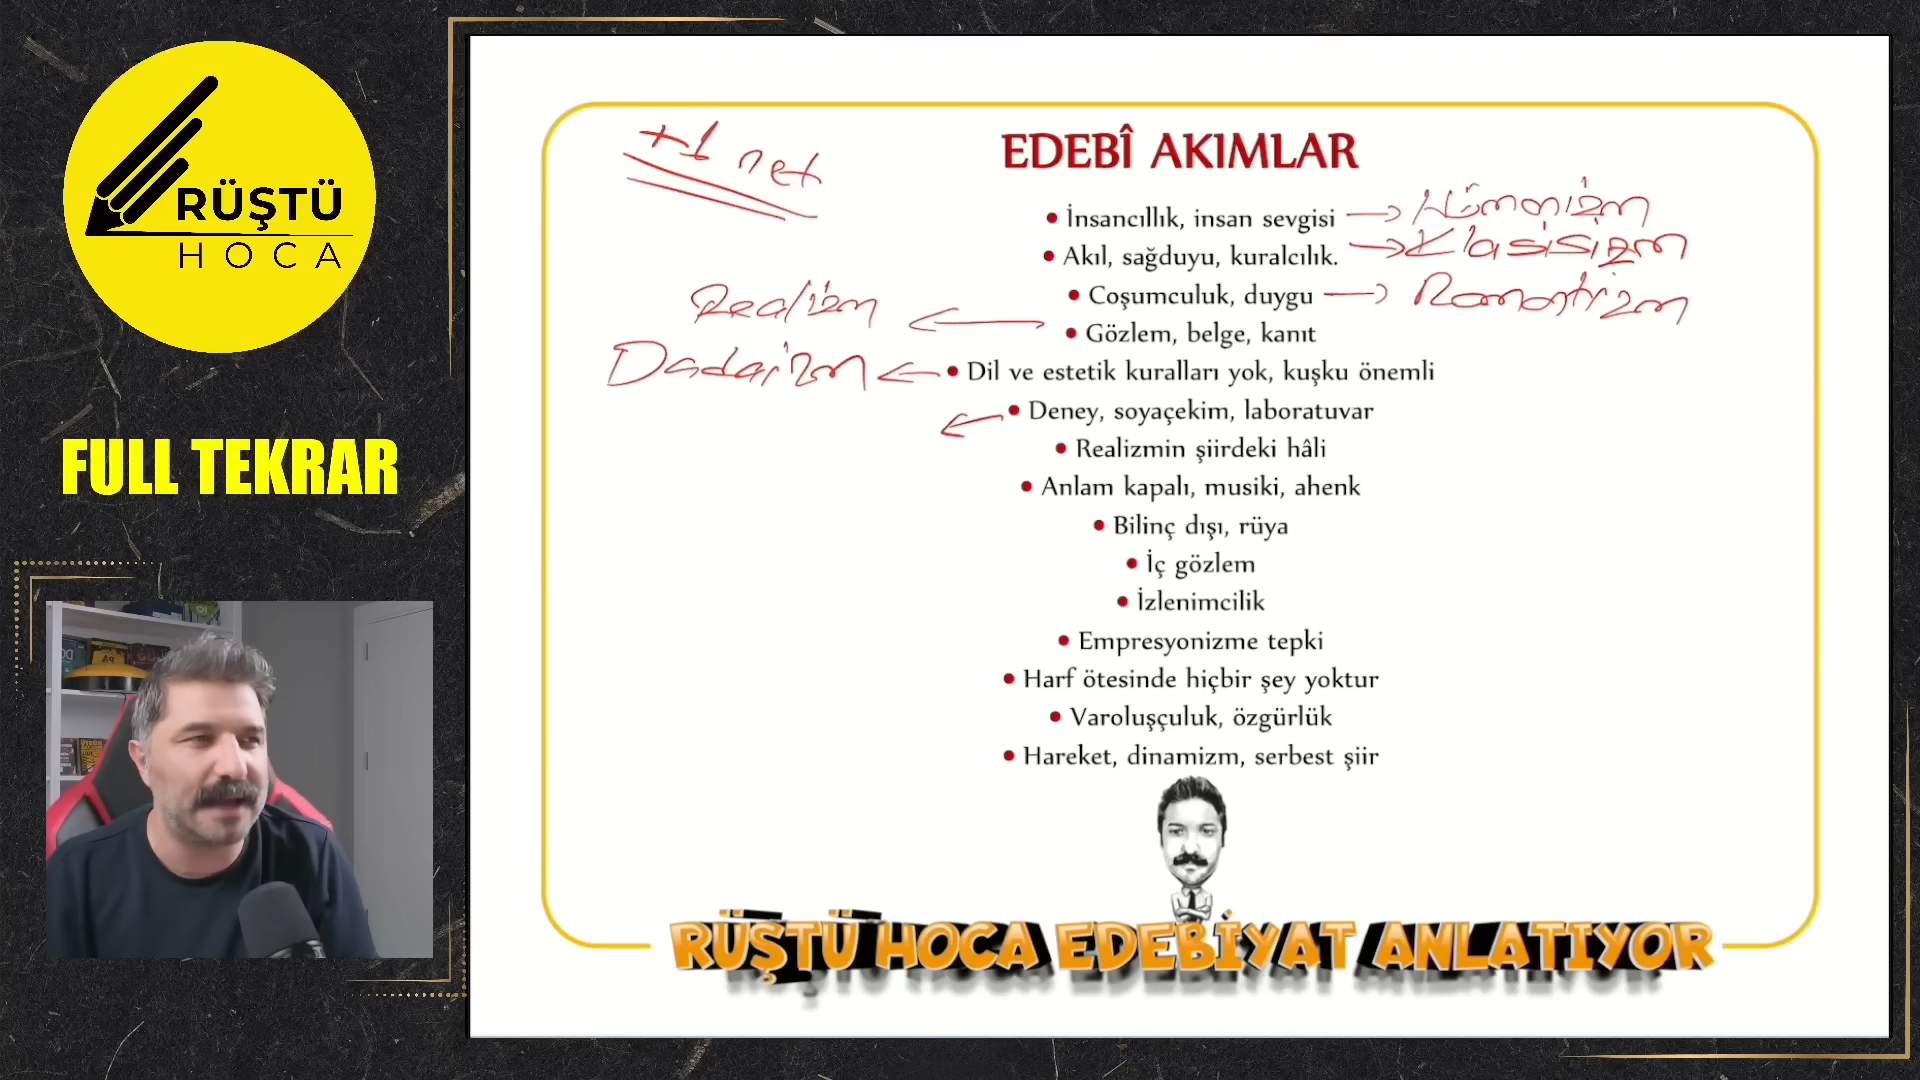 RÜŞTÜ
HOCA
FULL TEKRAR
+1 net
EDEBÎ AKIMLAR
• İnsancıllık, insan sevgisi → Hümanizm
• Akıl, sağduyu, kuralcılık. → Klasisizm
• Coşumculuk, duygu → Romantizm
Realizm ← • Gözlem, belge, kanıt
Dadaizm ← • Dil ve estetik kuralları yok, kuşku önemli
← • Deney, soyaçekim, laboratuvar
• Realizmin şiirdeki hâli
• Anlam kapalı, musiki, ahenk
• Bilinç dışı, rüya
• İç gözlem
• İzlenimcilik
• Empresyonizme tepki
• Harf ötesinde hiçbir şey yoktur
• Varoluşçuluk, özgürlük
• Hareket, dinamizm, serbest şiir
RÜŞTÜ HOCA EDEBİYAT ANLATIYOR